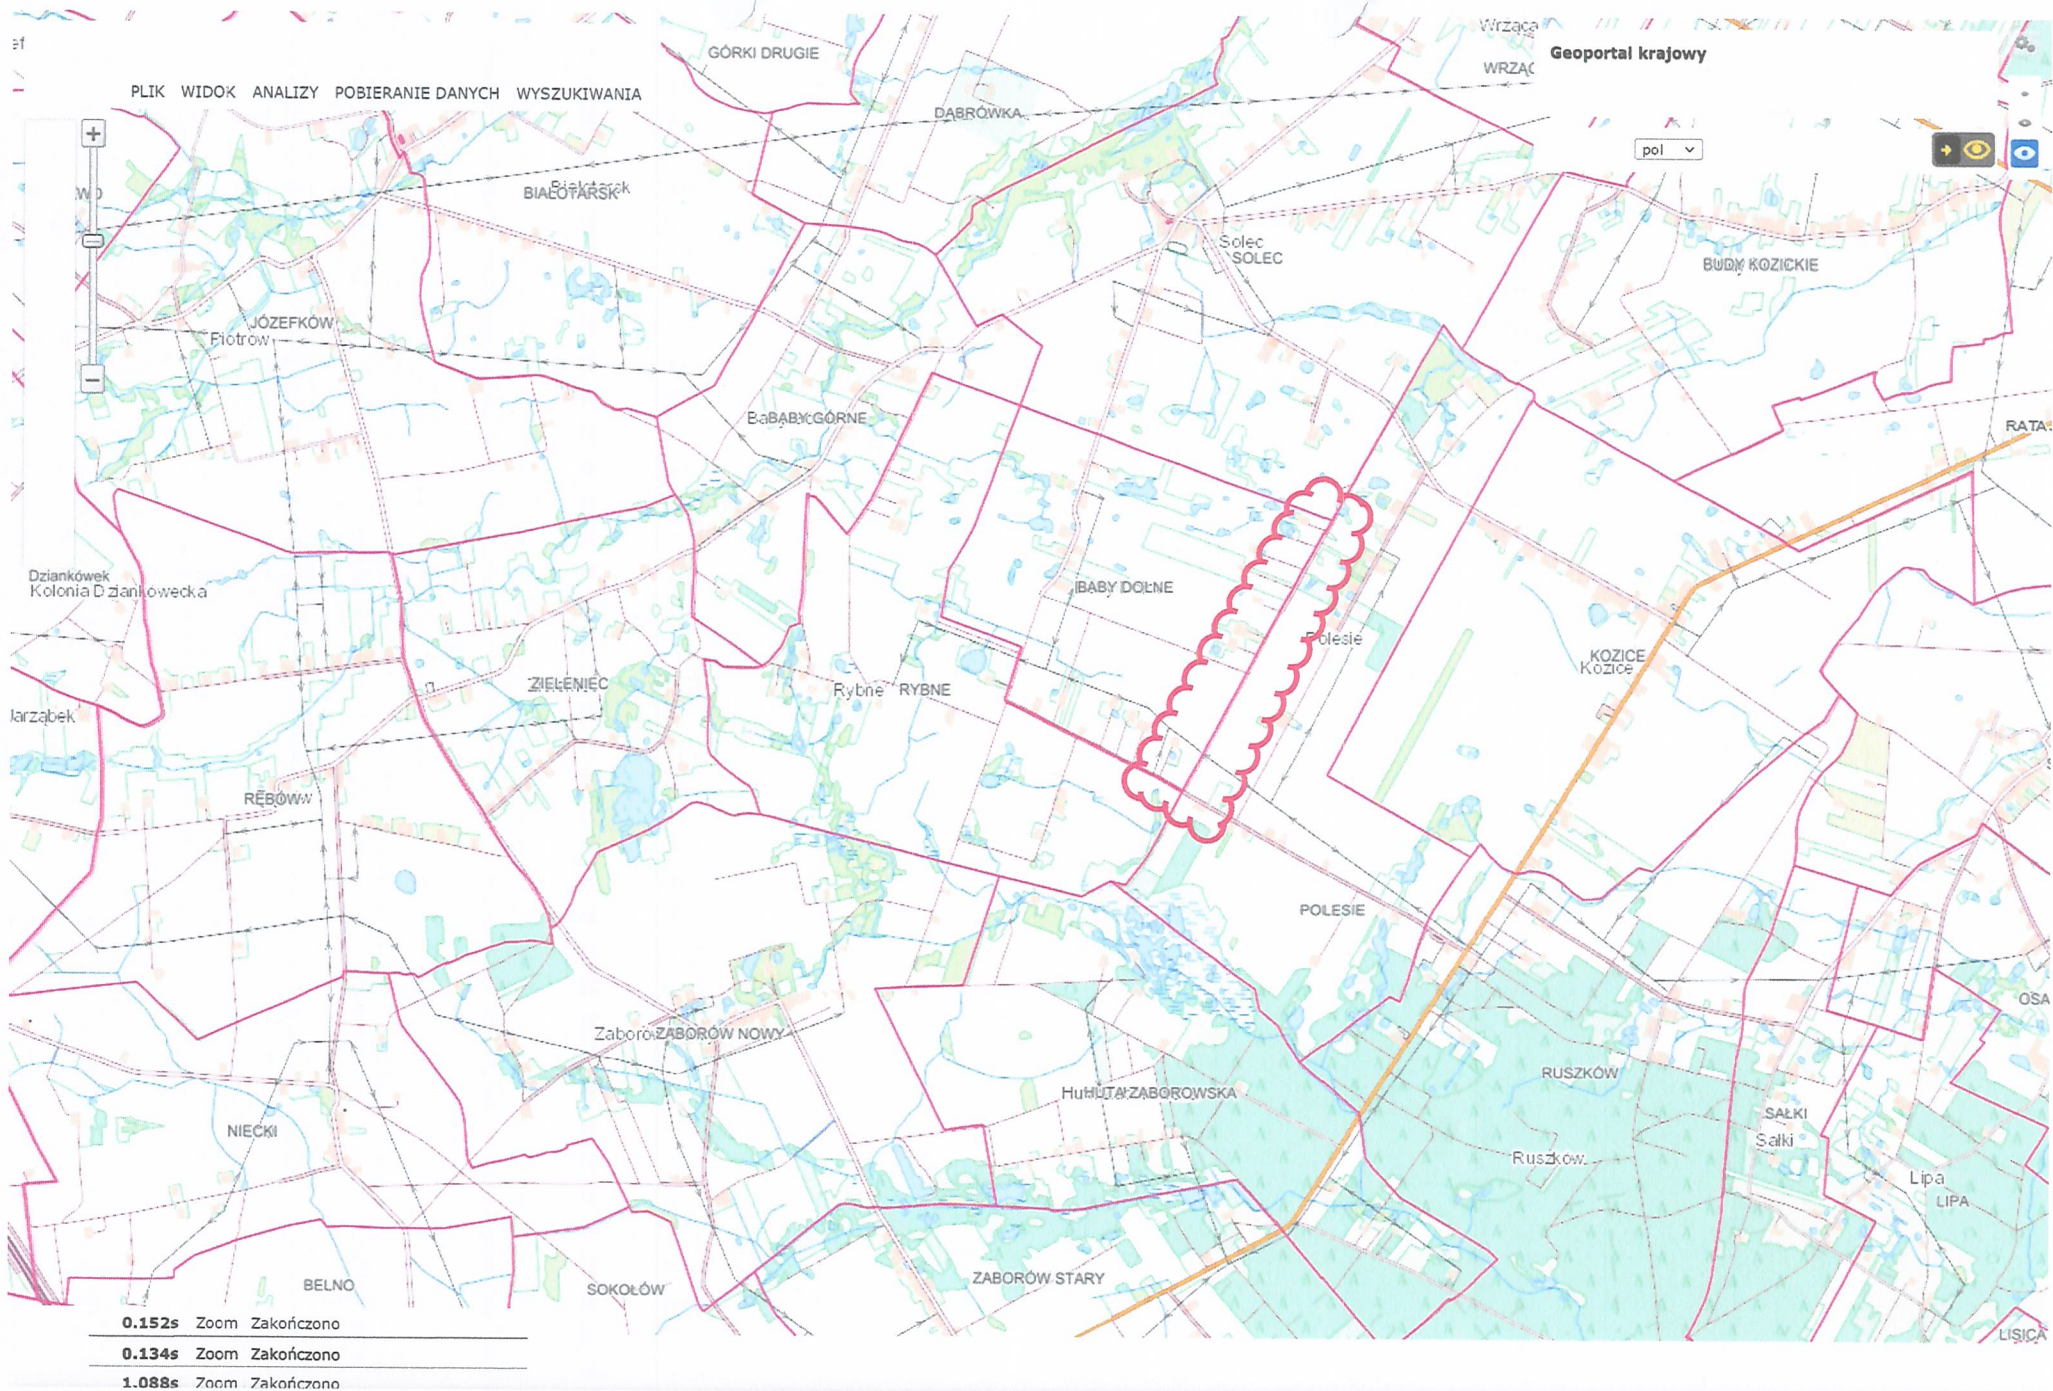 GÓRKI DRUGIE
Geoportal krajowy
WRZĄC
PLIK WIDOK ANALIZY POBIERANIE DANYCH WYSZUKIWANIA
DĄBRÓWKA
pol
BIAŁOTARSK
Solec
SOLEC
BUDY KOZICKIE
JÓZEFKÓW
Piotrów
BABY GÓRNE
RATA
Dziankówek
Kolonia Dziankowecka
BABY DOLNE
Polesie
KOZICE
Kozice
ZIELENIEC
Rybne RYBNE
Jarząbek
RĘBÓW
POLESIE
OSA
ZABORÓW NOWY
RUSZKÓW
HUTA ZABOROWSKA
SAŁKI
NIECKI
Sałki
Ruszków
Lipa
LIPA
ZABORÓW STARY
BELNO
SOKOŁÓW
LISICA
0.152s Zoom Zakończono
0.134s Zoom Zakończono
1.088s Zoom Zakończono